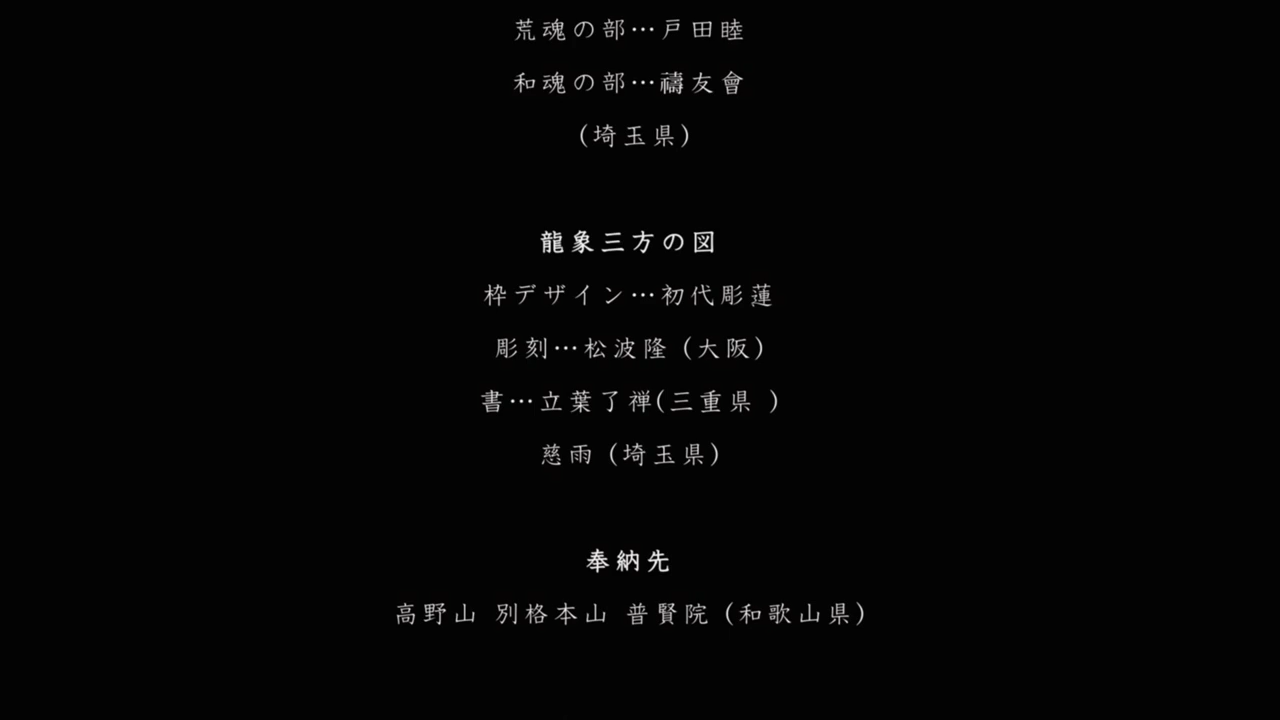 荒魂の部…戸田睦
和魂の部…禱友會
(埼玉県)
龍象三方の図
枠デザイン…初代彫蓮
彫刻…松波隆 (大阪)
書…立葉了禅(三重県 )
慈雨 (埼玉県)
奉納先
高野山 別格本山 普賢院 (和歌山県)